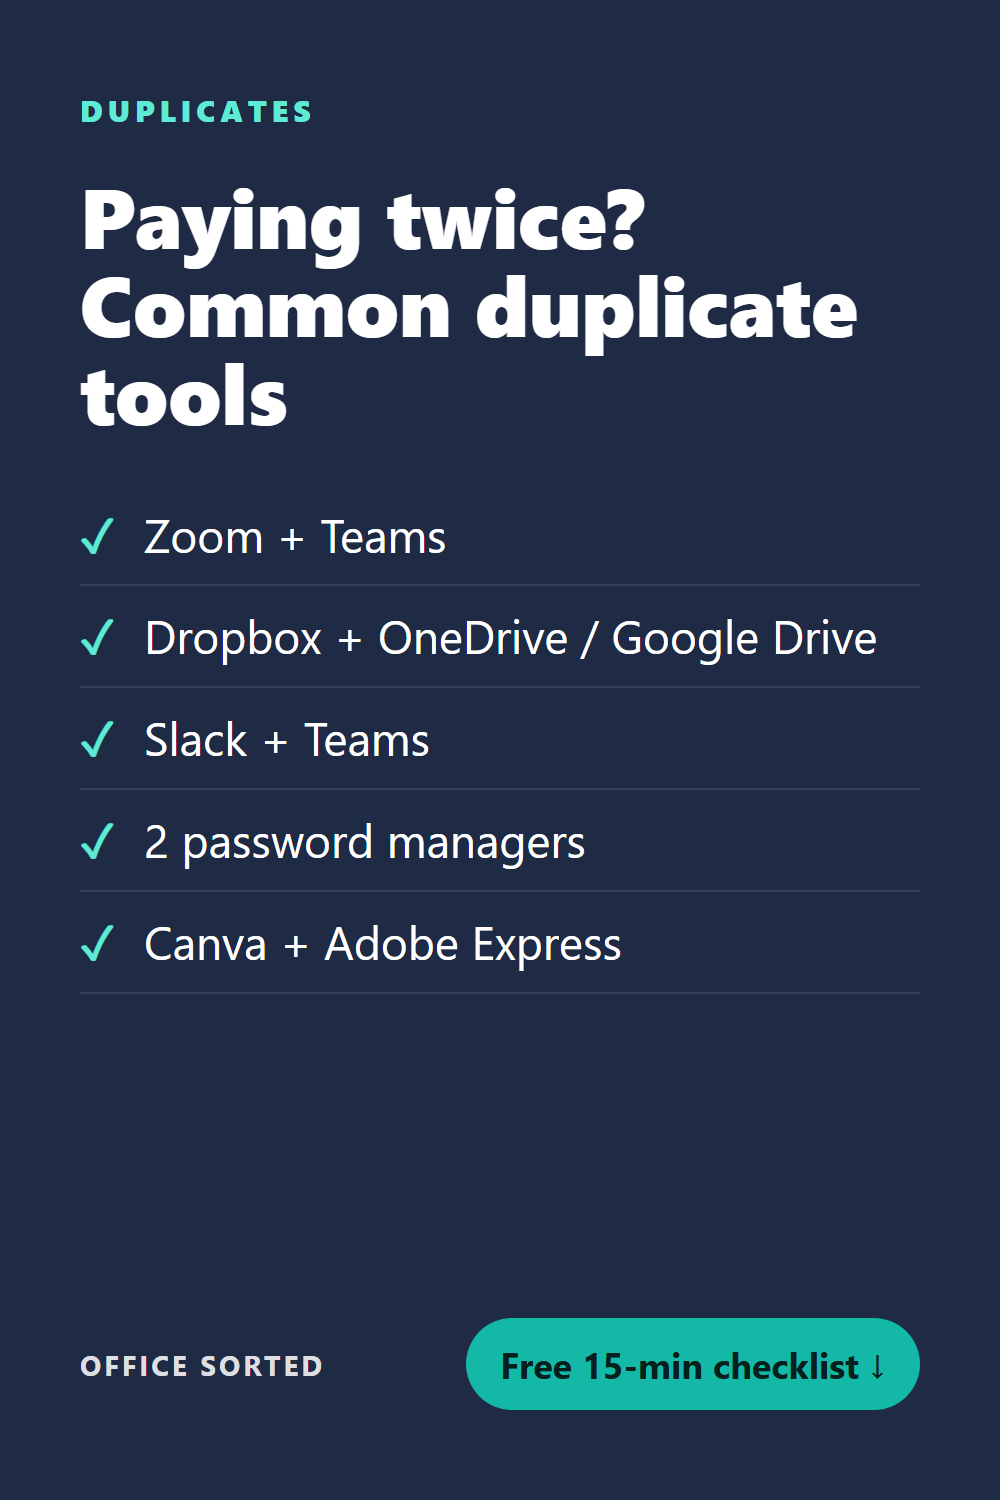 DUPLICATES
Paying twice?
Common duplicate
tools
✓ Zoom + Teams
✓ Dropbox + OneDrive / Google Drive
✓ Slack + Teams
✓ 2 password managers
✓ Canva + Adobe Express
OFFICE SORTED
Free 15-min checklist ↓